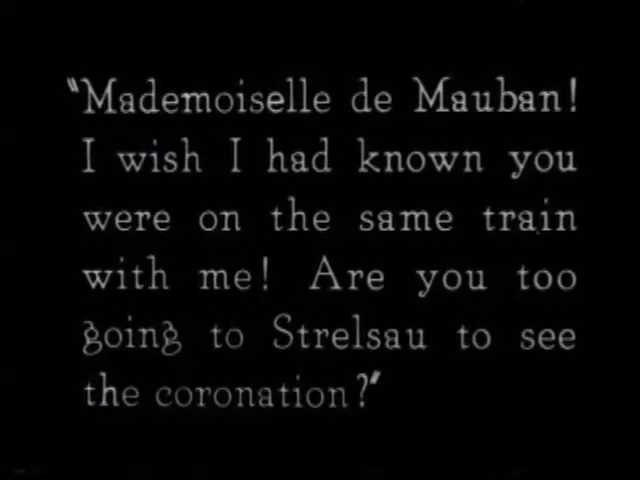 "Mademoiselle de Mauban!
I wish I had known you
were on the same train
with me! Are you too
going to Strelsau to see
the coronation?"